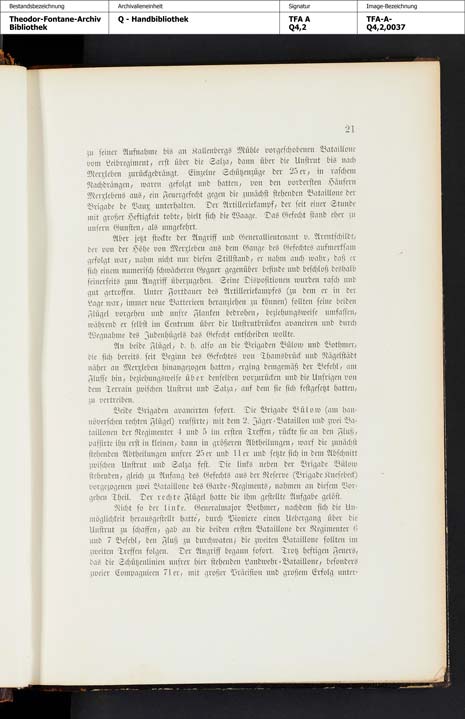 Bestandsbezeichnung
Theodor-Fontane-Archiv
Bibliothek
Archivalieneinheit
Q - Handbibliothek
Signatur
TFA A
Q4,2
Image-Bezeichnung
TFA-A-
Q4,2,0037
21
zu seiner Aufnahme bis an Kallenbergs Mühle vorgeschobenen Bataillone
vom Leibregiment, erst über die Salza, dann über die Unstrut bis nach
Merxleben zurückgedrängt. Einzelne Schützenzüge der 25er, in raschem
Nachdrängen, waren gefolgt und hatten, von den vordersten Häusern
Merxlebens aus, ein Feuergefecht gegen die zunächst stehenden Bataillone der
Brigade de Vaux unterhalten. Der Artilleriekampf, der seit einer Stunde
mit großer Heftigkeit tobte, hielt sich die Waage. Das Gefecht stand eher zu
unsern Gunsten, als umgekehrt.
Aber jetzt stockte der Angriff und Generallieutenant v. Arentschildt,
der von der Höhe von Merxleben aus dem Gange des Gefechtes aufmerksam
gefolgt war, nahm nicht nur diesen Stillstand, er nahm auch wahr, daß er
sich einem numerisch schwächeren Gegner gegenüber befinde und beschloß deshalb
seinerseits zum Angriff überzugehen. Seine Dispositionen wurden rasch und
gut getroffen. Unter Fortdauer des Artilleriekampfes (zu dem er in der
Lage war, immer neue Batterieen heranziehen zu können) sollten seine beiden
Flügel vorgehen und unsre Flanken bedrohen, beziehungsweise umfassen,
während er selbst im Centrum über die Unstrutbrücken avanciren und durch
Wegnahme des Judenhügels das Gefecht entscheiden wollte.
An beide Flügel, d. h. also an die Brigaden Bülow und Bothmer,
die sich bereits seit Beginn des Gefechtes von Thamsbrück und Nägelstädt
näher an Merxleben hinangezogen hatten, erging demgemäß der Befehl, am
Flusse hin, beziehungsweise über denselben vorzurücken und die Unsrigen von
dem Terrain zwischen Unstrut und Salza, auf dem sie sich festgesetzt hatten,
zu vertreiben.
Beide Brigaden avancirten sofort. Die Brigade Bülow (am han-
növerschen rechten Flügel) reussirte; mit dem 2. Jäger-Bataillon und zwei Ba-
taillonen der Regimenter 4 und 5 im ersten Treffen, rückte sie an den Fluß,
passirte ihn erst in kleinen, dann in größeren Abtheilungen, warf die zunächst
stehenden Abtheilungen unsrer 25er und 11er und setzte sich in dem Abschnitt
zwischen Unstrut und Salza fest. Die links neben der Brigade Bülow
stehenden, gleich zu Anfang des Gefechts aus der Reserve (Brigade Knesebeck)
vorgezogenen zwei Bataillone des Garde-Regiments, nahmen an diesem Vor-
gehen Theil. Der rechte Flügel hatte die ihm gestellte Aufgabe gelöst.
Nicht so der linke. Generalmajor Bothmer, nachdem sich die Un-
möglichkeit herausgestellt hatte, durch Pioniere einen Uebergang über die
Unstrut zu schaffen, gab an die beiden ersten Bataillone der Regimenter 6
und 7 Befehl, den Fluß zu durchwaten; die zweiten Bataillone sollten im
zweiten Treffen folgen. Der Angriff begann sofort. Trotz heftigen Feuers,
das die Schützenlinien unsrer hier stehenden Landwehr-Bataillone, besonders
zweier Compagnieen 71er, mit großer Präcision und großem Erfolg unter-